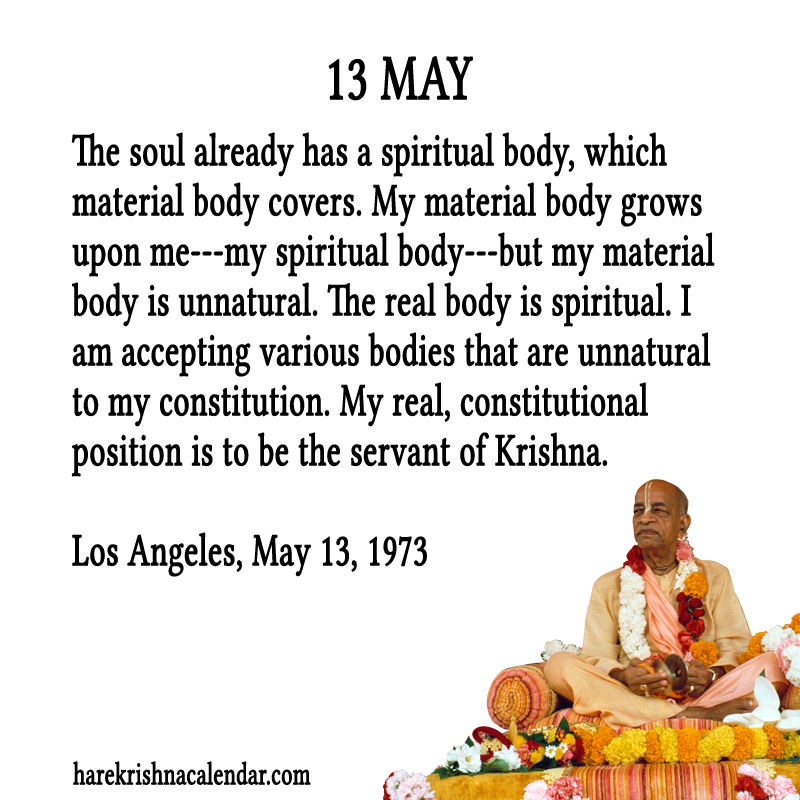 13 MAY
The soul already has a spiritual body, which
material body covers. My material body grows
upon me---my spiritual body---but my material
body is unnatural. The real body is spiritual. I
am accepting various bodies that are unnatural
to my constitution. My real, constitutional
position is to be the servant of Krishna.
Los Angeles, May 13, 1973
harekrishnacalendar.com